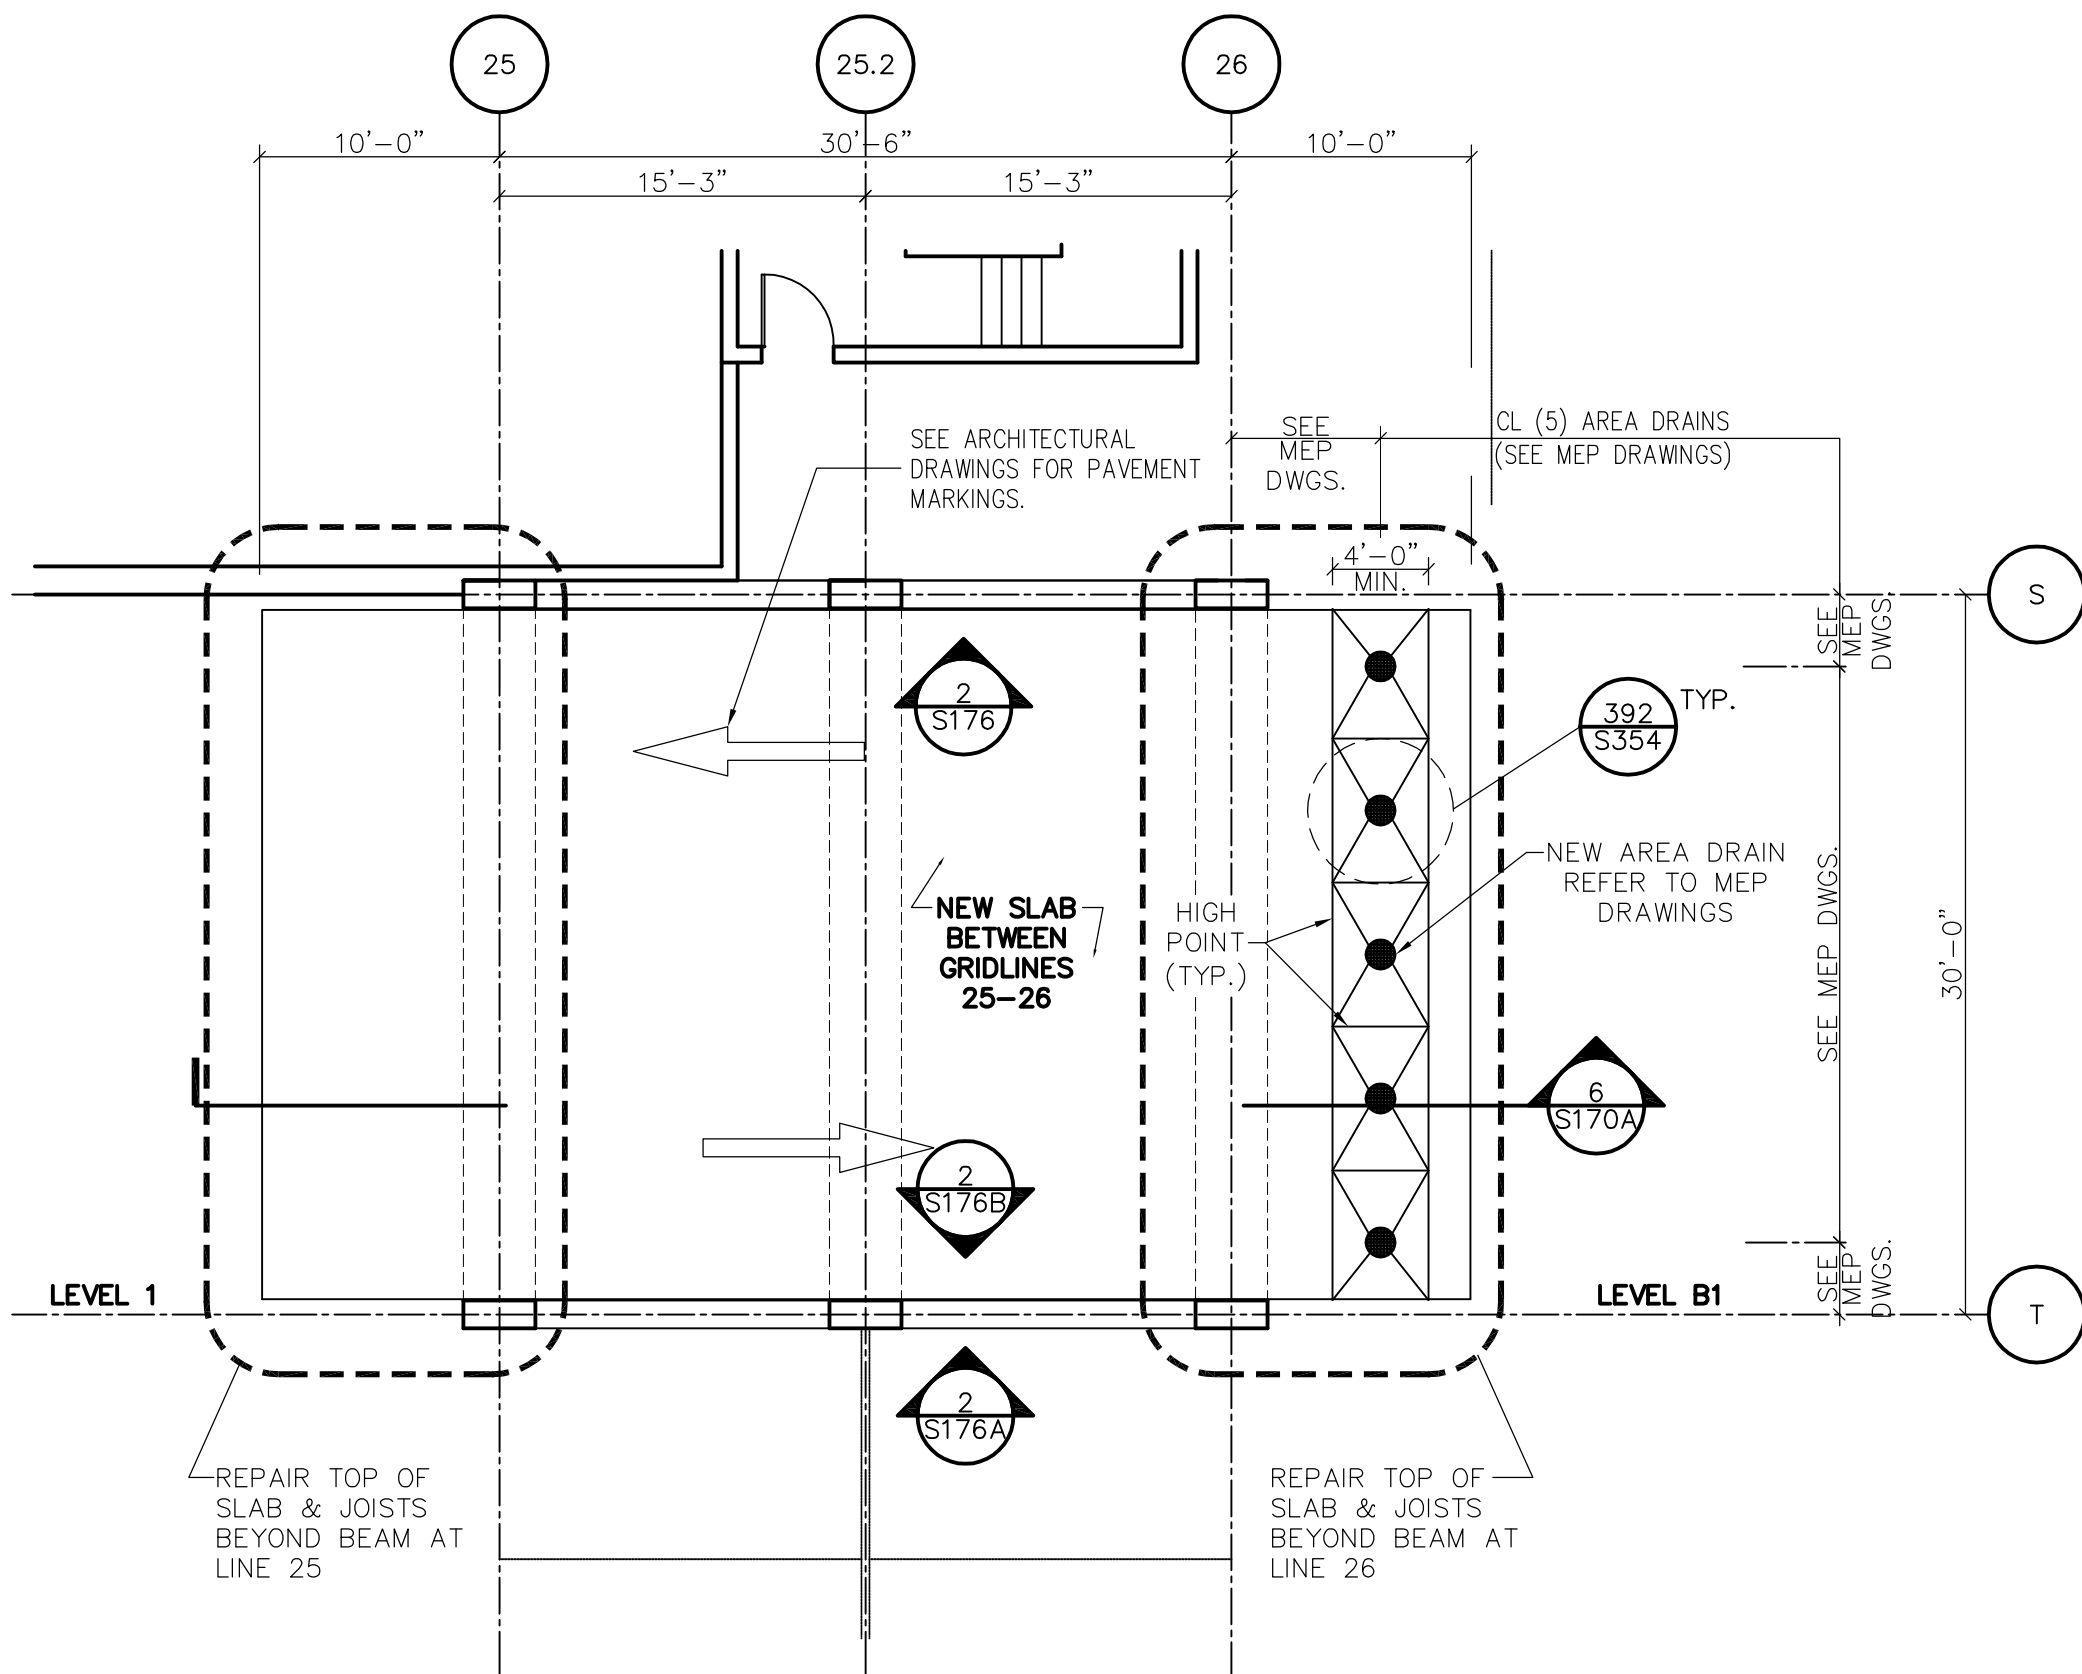 25
25.2
26
10'-0"
30'-6"
10'-0"
15'-3"
15'-3"
SEE ARCHITECTURAL
DRAWINGS FOR PAVEMENT
MARKINGS.
SEE
MEP
DWGS.
CL (5) AREA DRAINS
(SEE MEP DRAWINGS)
4'-0"
MIN.
S
SEE
MEP
DWGS.
2
S176
392
S354
TYP.
NEW AREA DRAIN
REFER TO MEP
DRAWINGS
NEW SLAB
BETWEEN
GRIDLINES
25-26
HIGH
POINT
(TYP.)
SEE MEP DWGS.
30'-0"
6
S170A
2
S176B
LEVEL 1
LEVEL B1
SEE
MEP
DWGS.
T
2
S176A
REPAIR TOP OF
SLAB & JOISTS
BEYOND BEAM AT
LINE 25
REPAIR TOP OF
SLAB & JOISTS
BEYOND BEAM AT
LINE 26